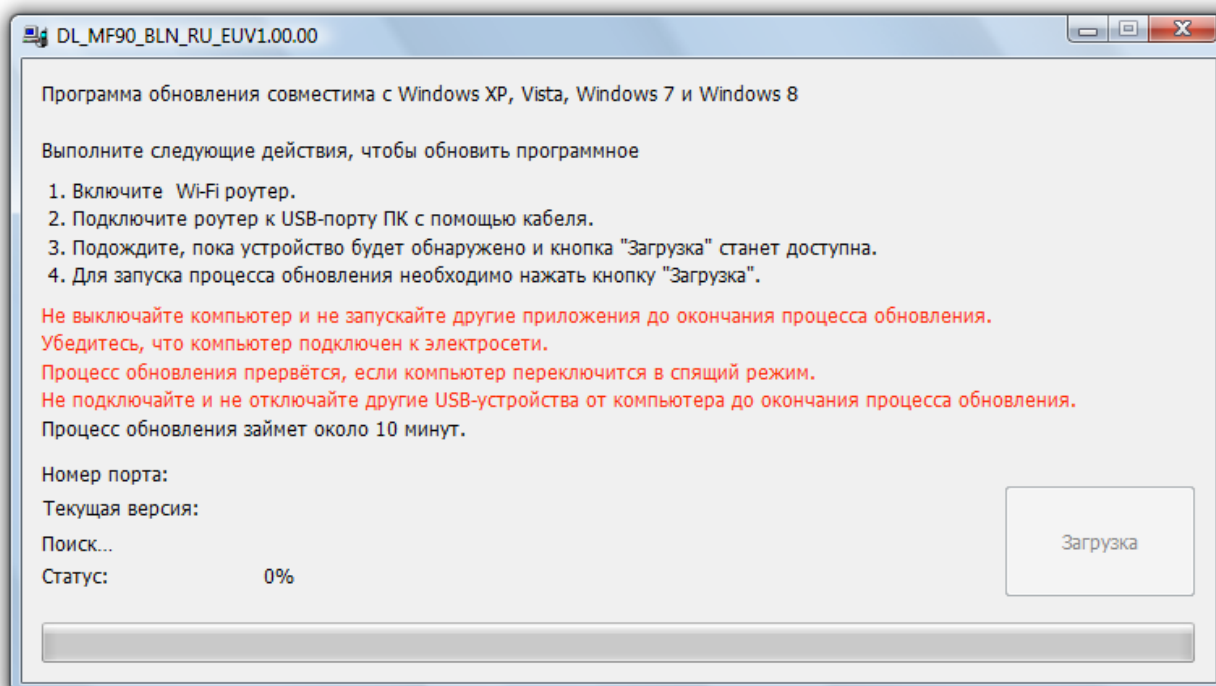 DL_MF90_BLN_RU_EUV1.00.00
Программа обновления совместима с Windows XP, Vista, Windows 7 и Windows 8
Выполните следующие действия, чтобы обновить программное
1. Включите Wi-Fi роутер.
2. Подключите роутер к USB-порту ПК с помощью кабеля.
3. Подождите, пока устройство будет обнаружено и кнопка "Загрузка" станет доступна.
4. Для запуска процесса обновления необходимо нажать кнопку "Загрузка".
Не выключайте компьютер и не запускайте другие приложения до окончания процесса обновления.
Убедитесь, что компьютер подключен к электросети.
Процесс обновления прервётся, если компьютер переключится в спящий режим.
Не подключайте и не отключайте другие USB-устройства от компьютера до окончания процесса обновления.
Процесс обновления займет около 10 минут.
Номер порта:
Текущая версия:
Поиск...
Загрузка
Статус: 0%